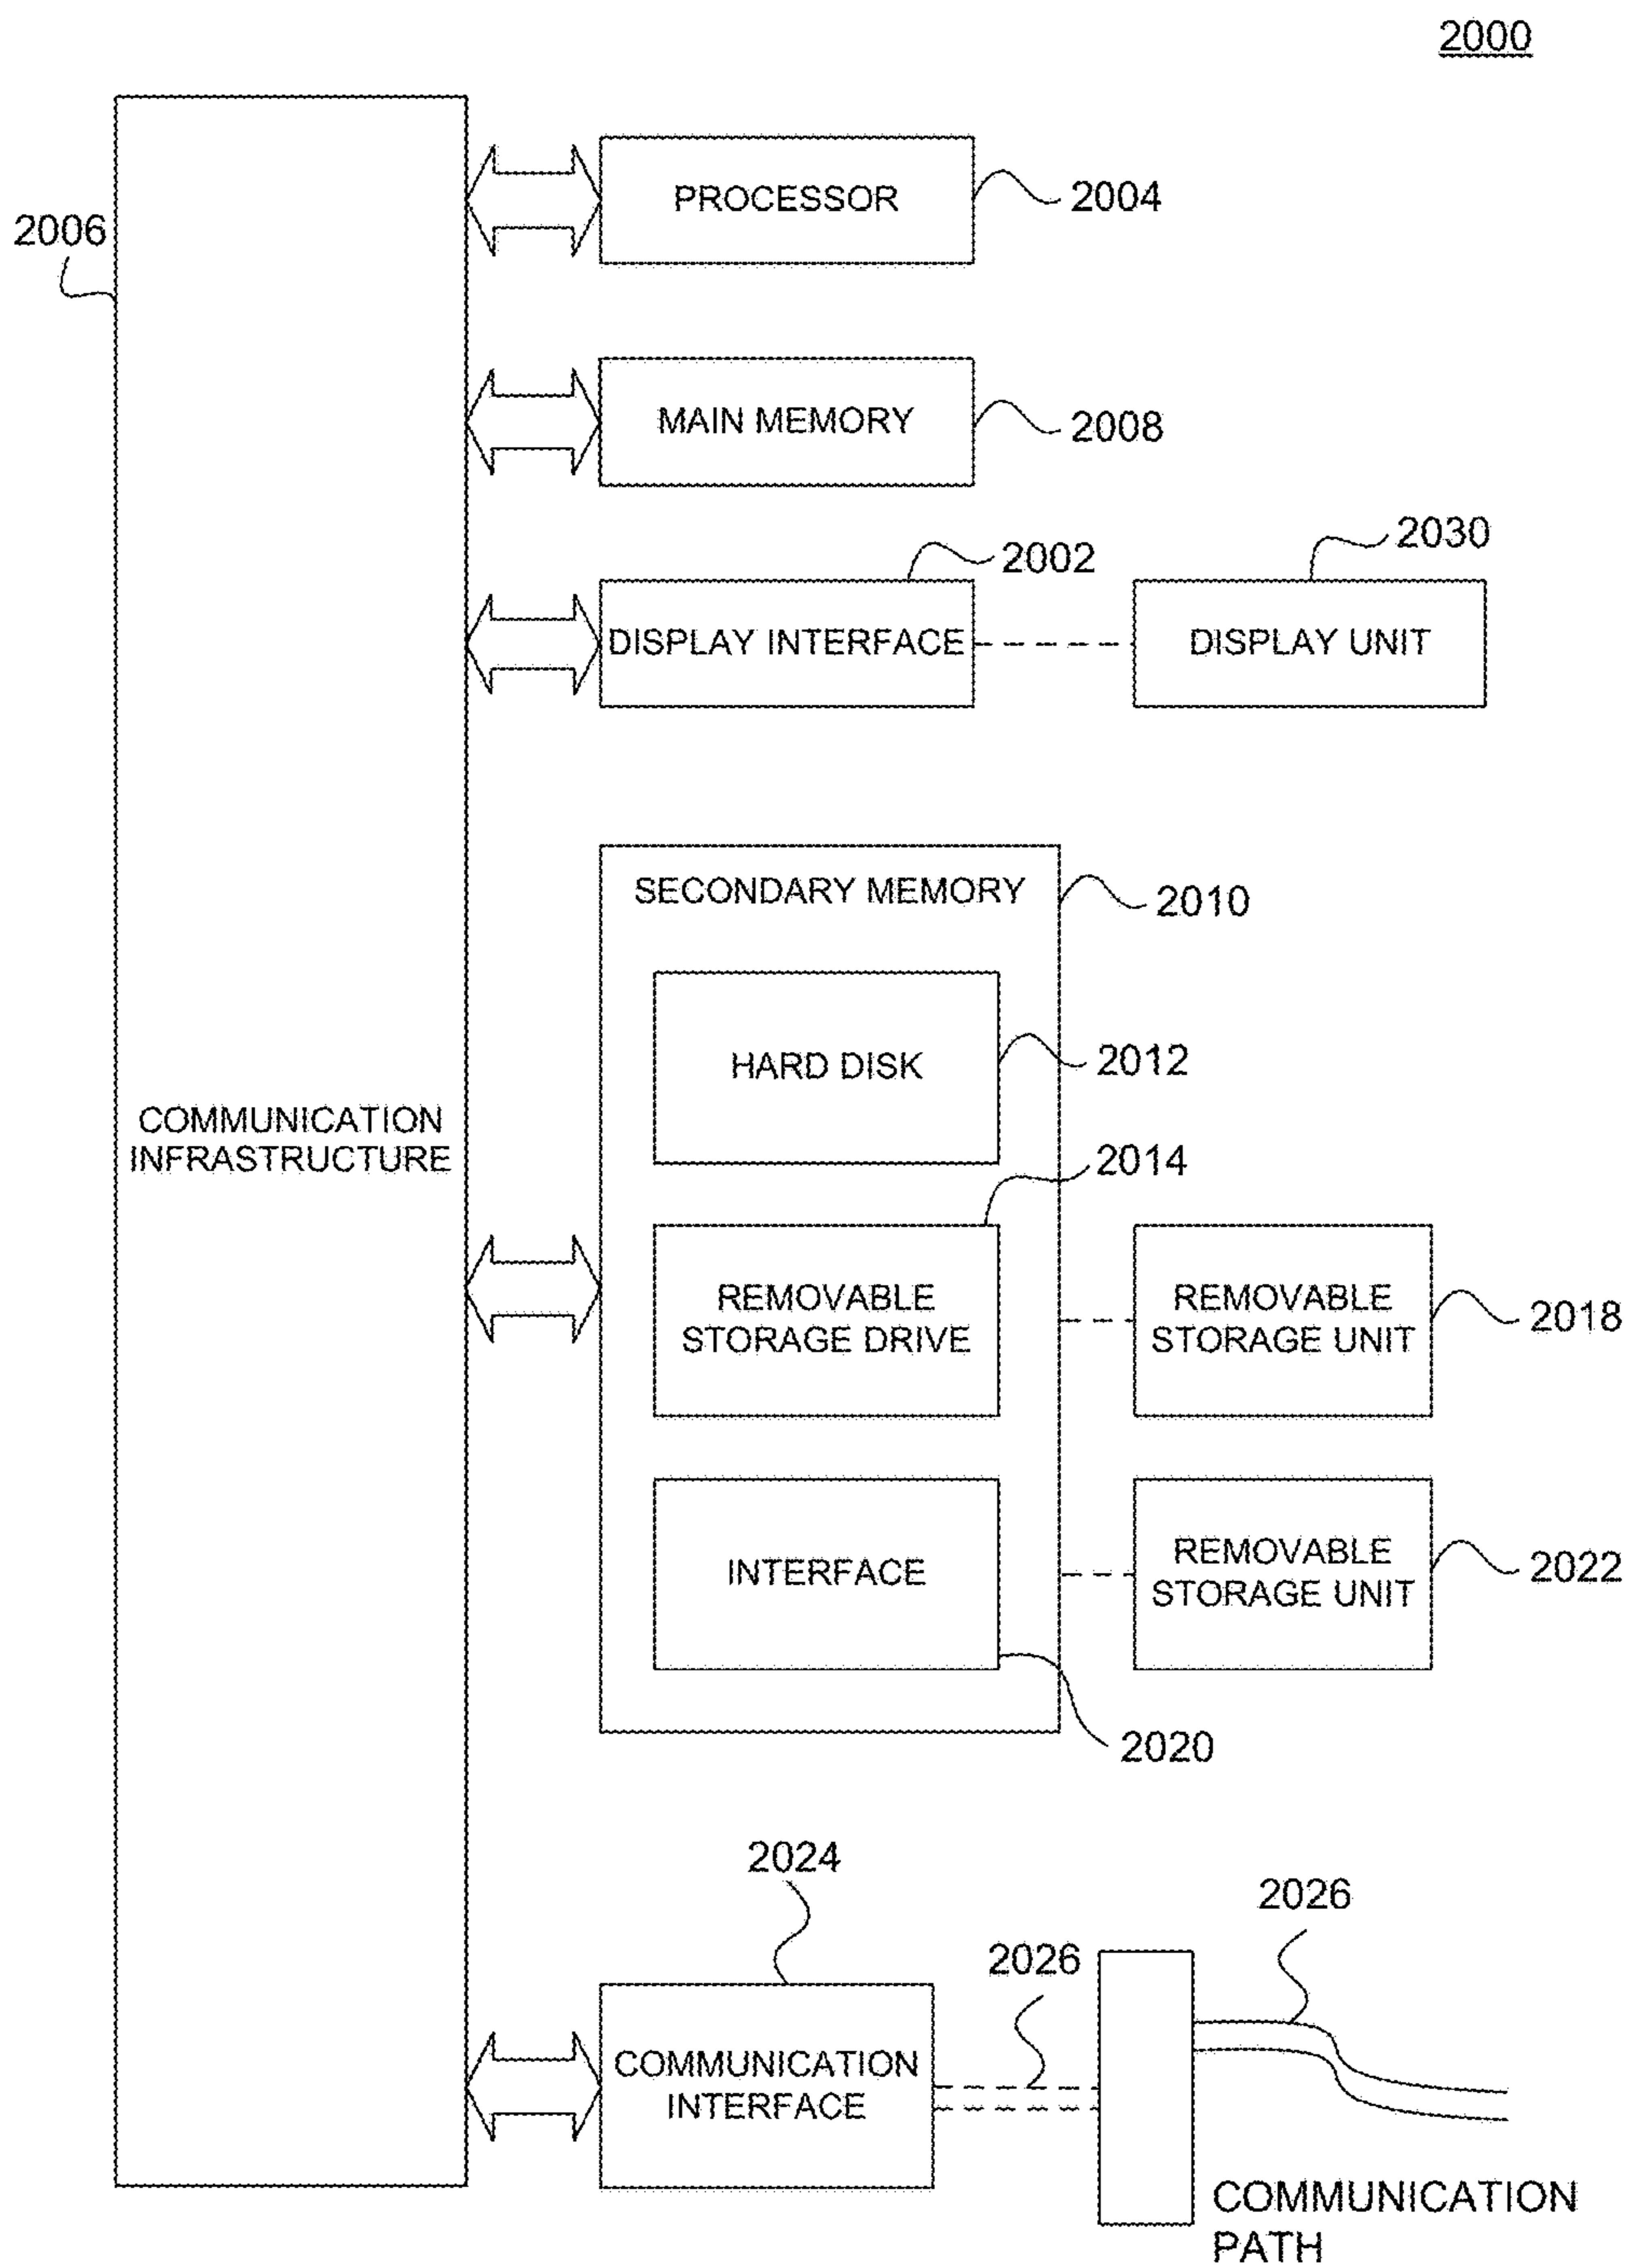 2000
2006
PROCESSOR
2004
MAIN MEMORY
2008
2002
2030
DISPLAY INTERFACE
DISPLAY UNIT
SECONDARY MEMORY
2010
HARD DISK
2012
COMMUNICATION
INFRASTRUCTURE
2014
REMOVABLE
STORAGE DRIVE
REMOVABLE
STORAGE UNIT
2018
INTERFACE
REMOVABLE
STORAGE UNIT
2022
2020
2024
2026
2026
COMMUNICATION
INTERFACE
COMMUNICATION
PATH